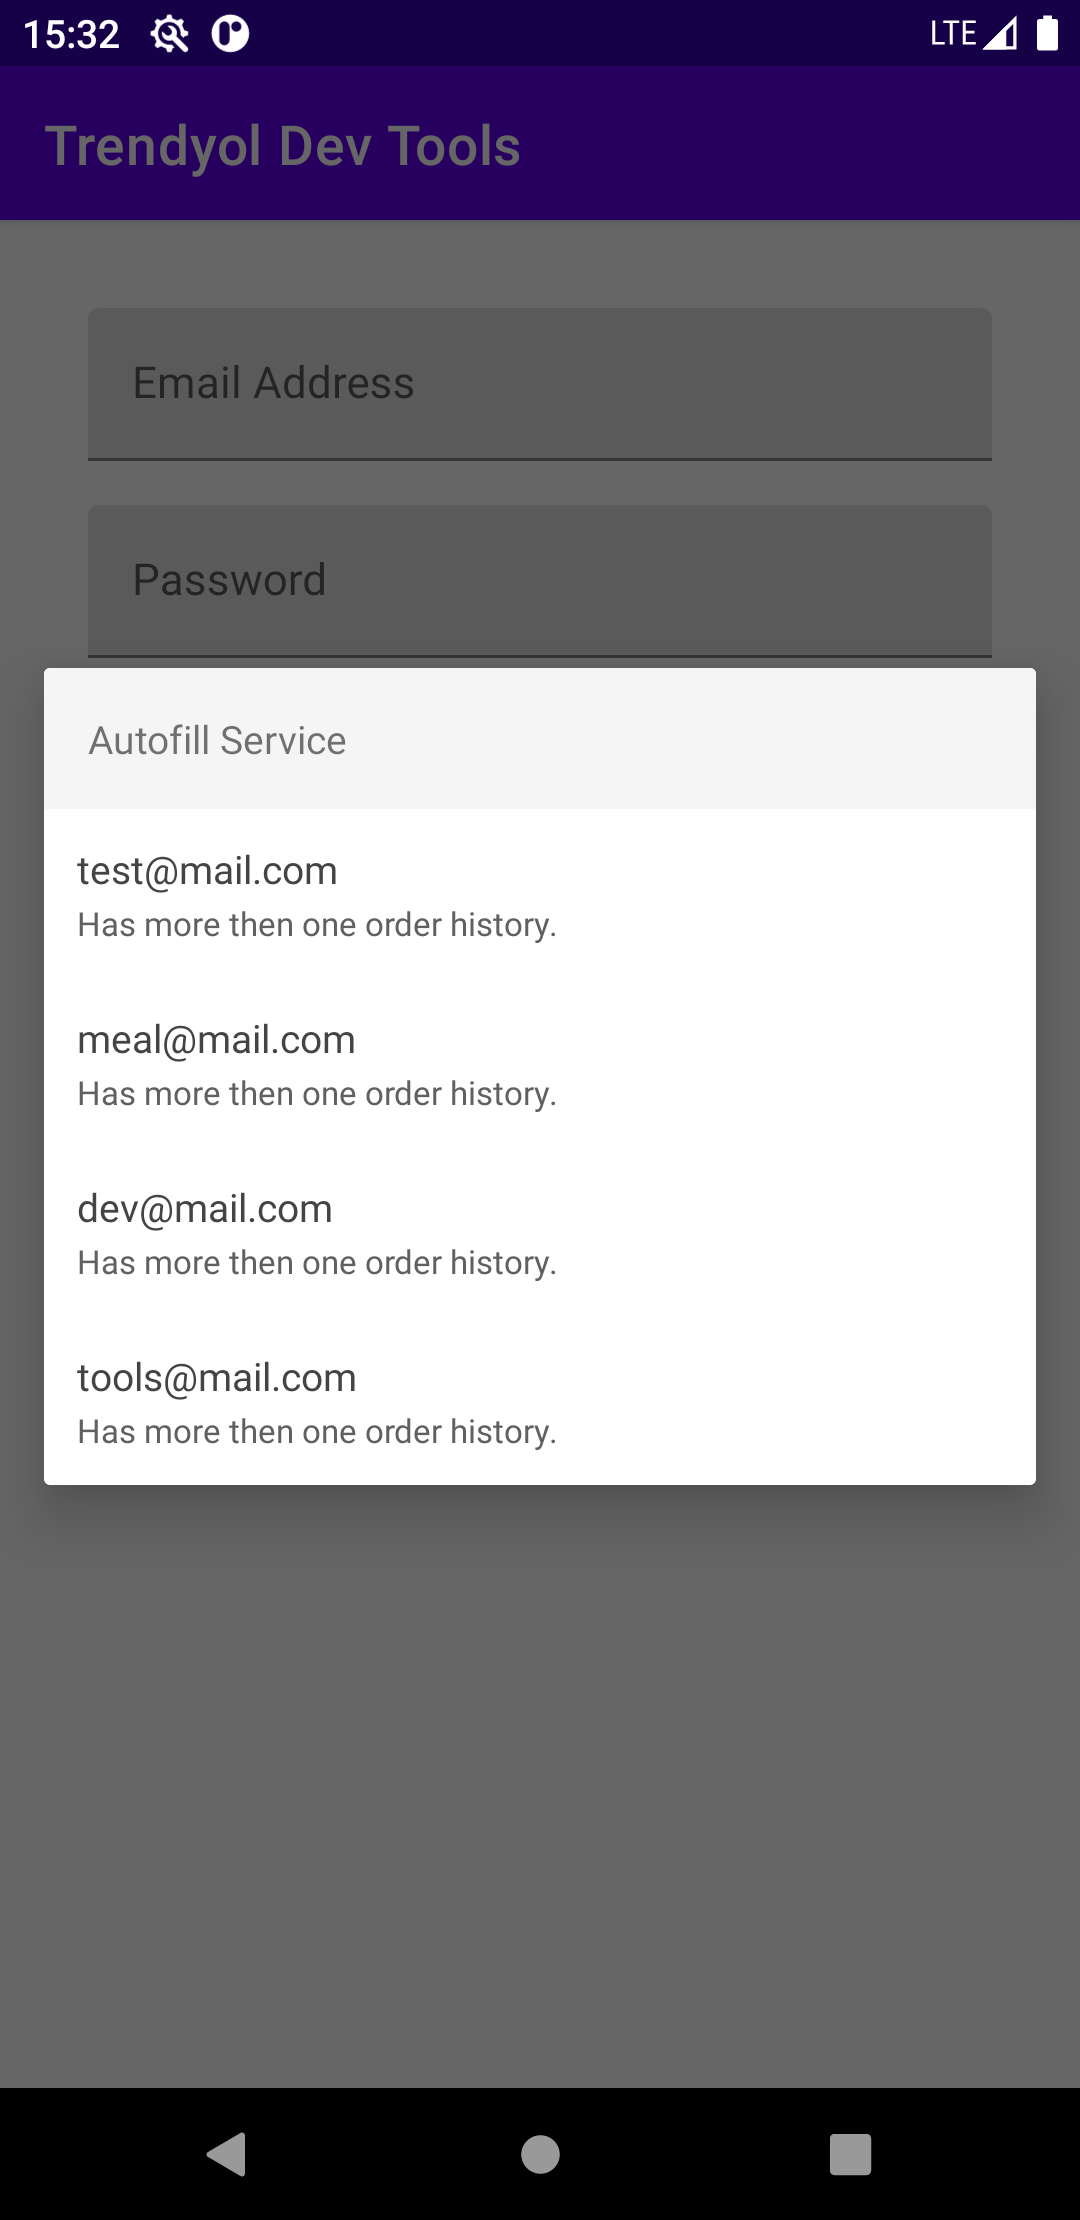 15:32 LTE
Trendyol Dev Tools
Email Address
Password
Autofill Service
test@mail.com
Has more then one order history.
meal@mail.com
Has more then one order history.
dev@mail.com
Has more then one order history.
tools@mail.com
Has more then one order history.